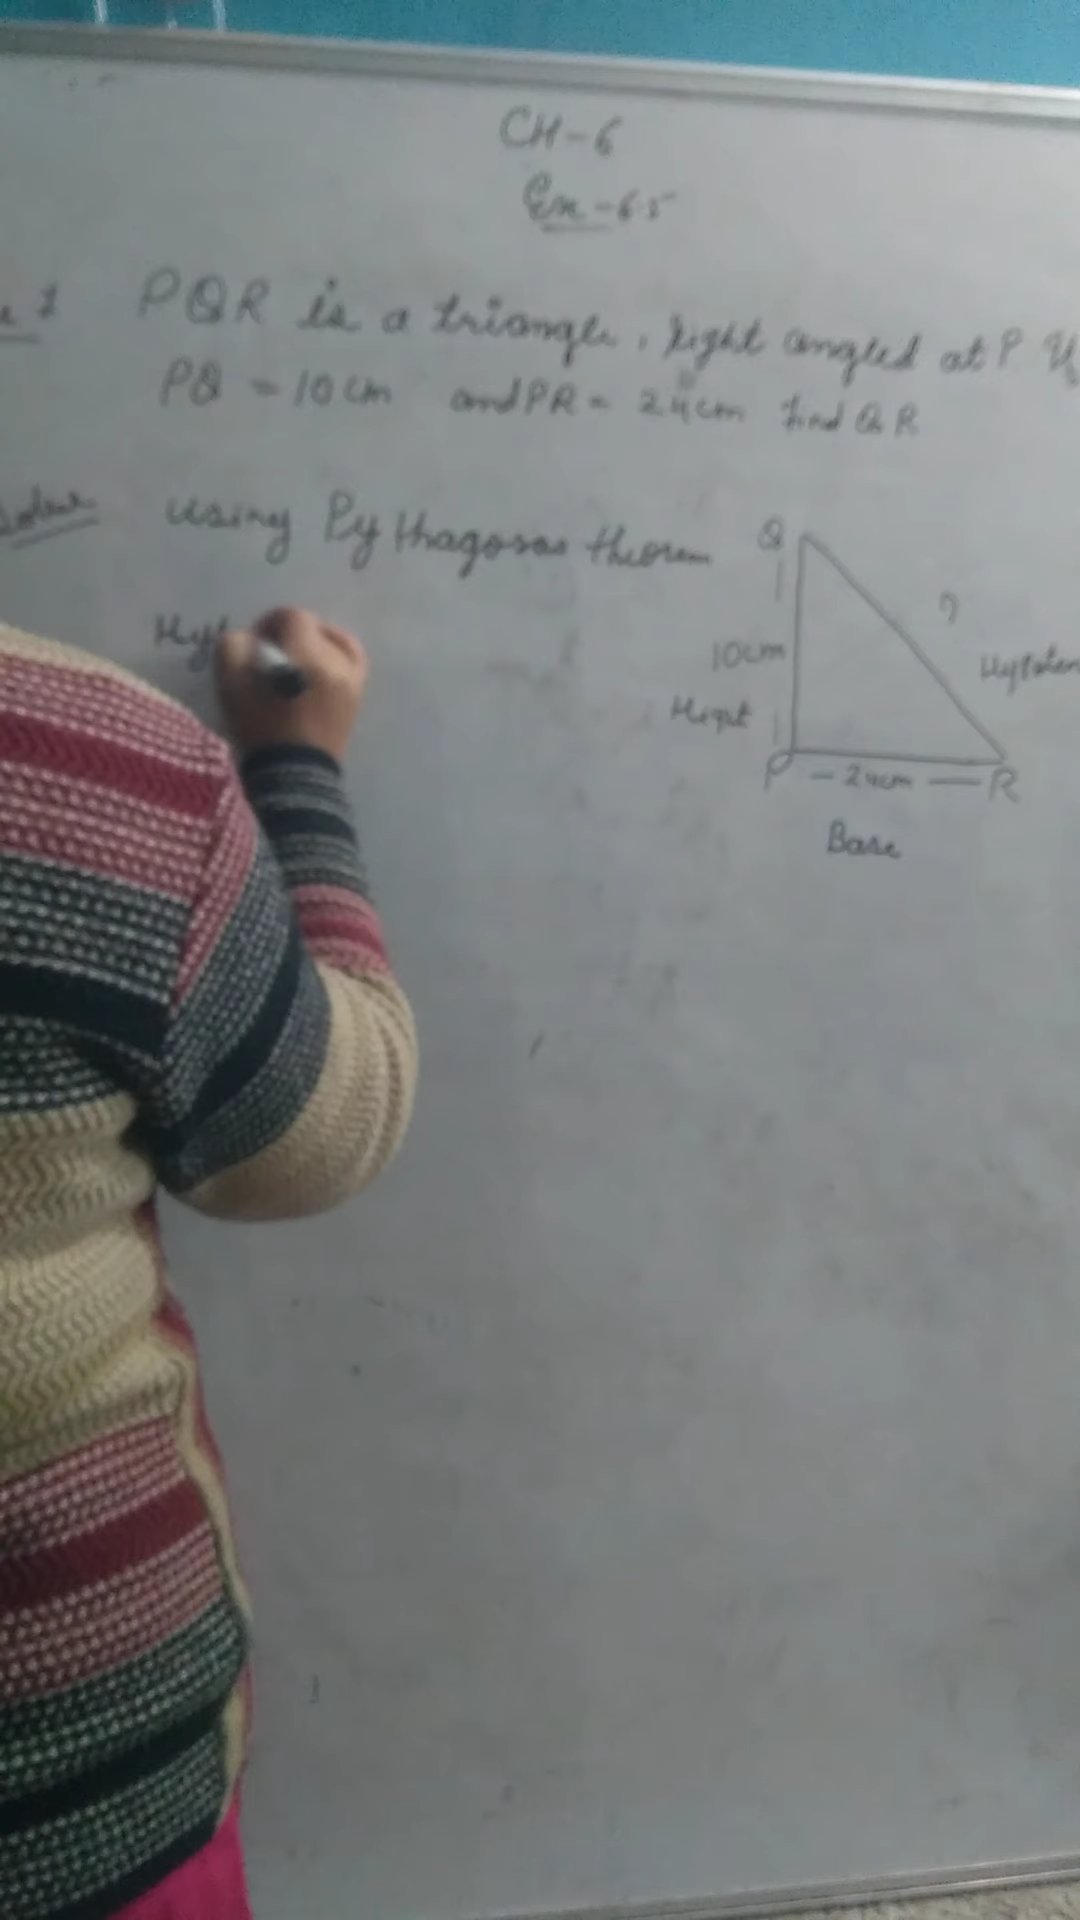 CH-6
Ex-6.5
1 PQR is a triangle, right angled at P. If
PQ = 10 cm and PR = 24 cm find QR
using Pythagoras theorem
Q
?
10cm
Hypoten
P - 24cm — R
Base